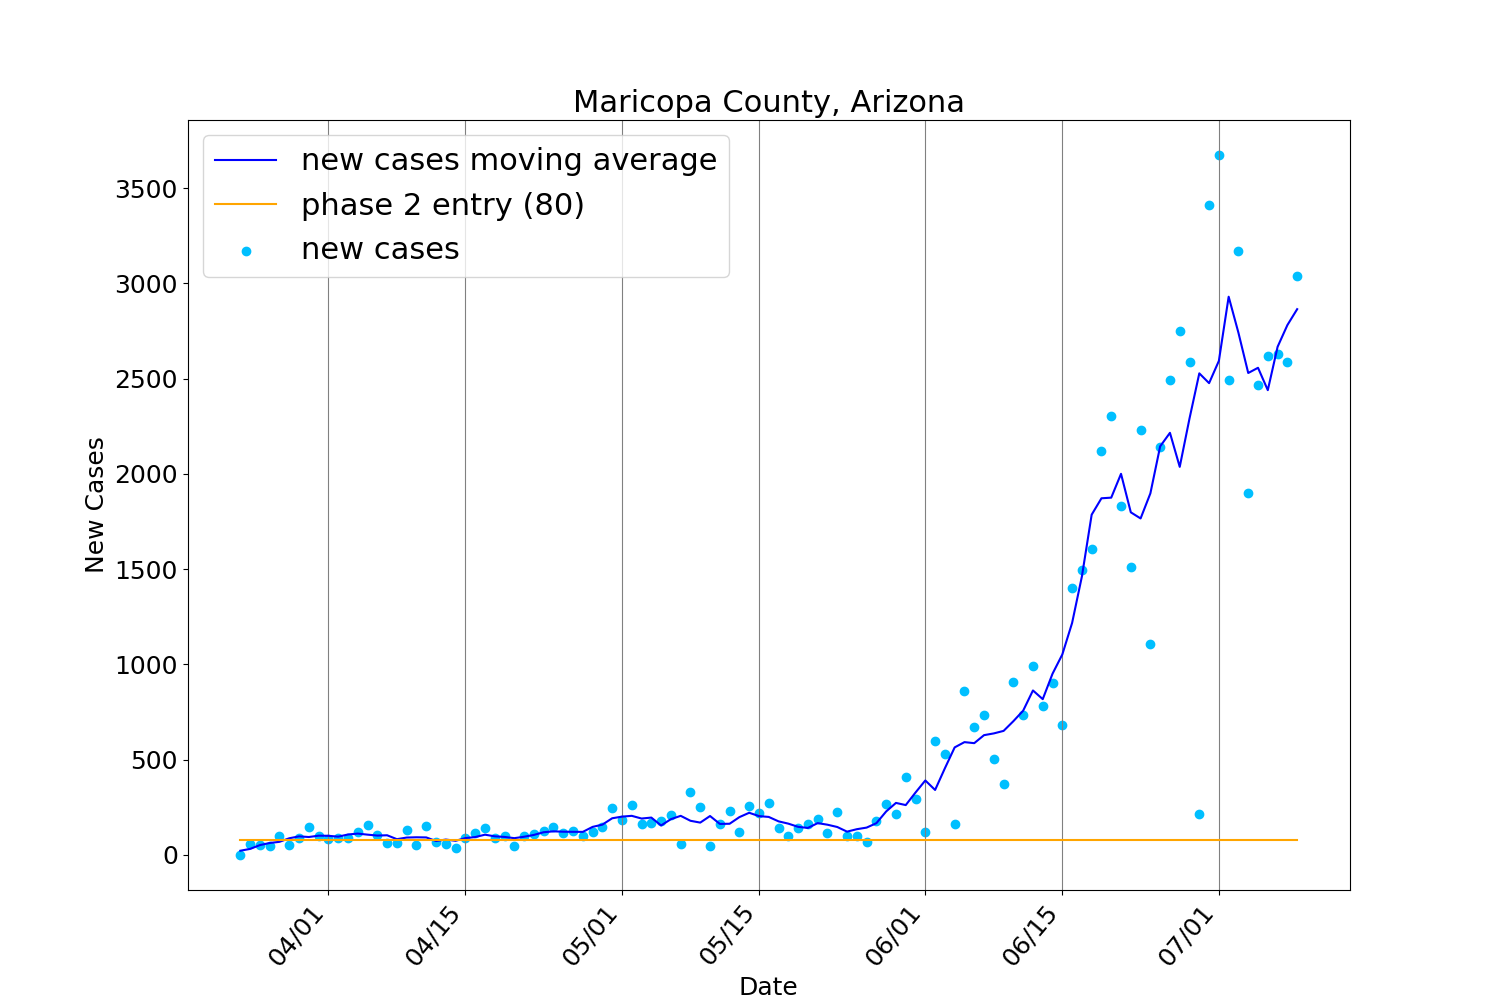 Maricopa County, Arizona
new cases moving average
phase 2 entry (80)
new cases
3500
3000
2500
2000
1500
1000
500
0
New Cases
04/01
04/15
05/01
05/15
06/01
06/15
07/01
Date